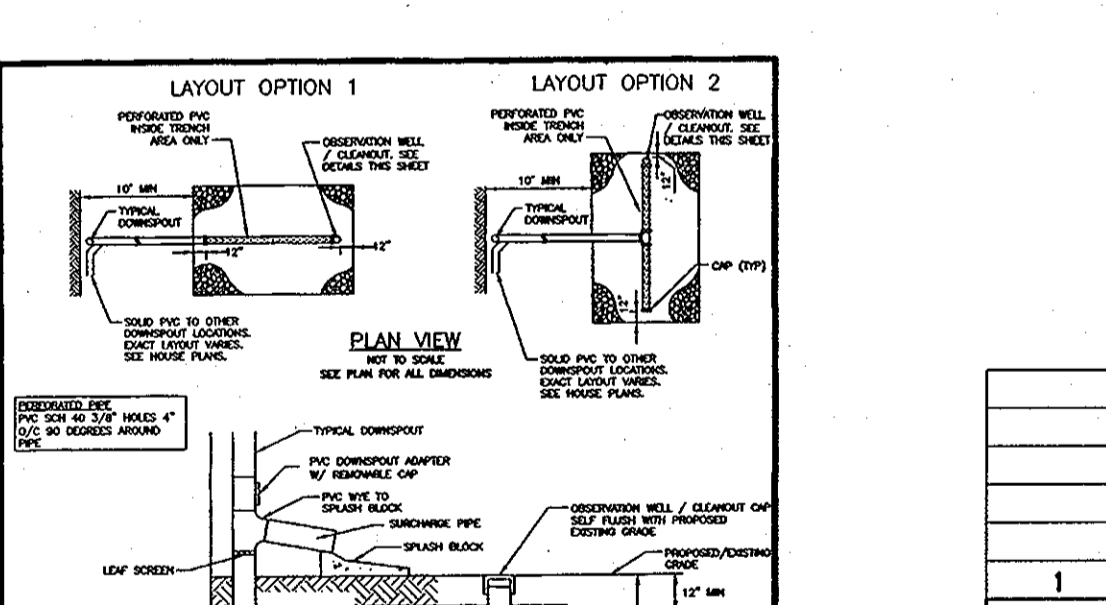 LAYOUT OPTION 1
PERFORATED PVC
INSIDE TRENCH
AREA ONLY
OBSERVATION WELL
/ CLEANOUT, SEE
DETAILS THIS SHEET
10" MIN
TYPICAL
DOWNSPOUT
12"
12"
SOLID PVC TO OTHER
DOWNSPOUT LOCATIONS.
EXACT LAYOUT VARIES.
SEE HOUSE PLANS.
LAYOUT OPTION 2
PERFORATED PVC
INSIDE TRENCH
AREA ONLY
OBSERVATION WELL
/ CLEANOUT, SEE
DETAILS THIS SHEET
10" MIN
12"
TYPICAL
DOWNSPOUT
CAP (TYP)
12"
SOLID PVC TO OTHER
DOWNSPOUT LOCATIONS.
EXACT LAYOUT VARIES.
SEE HOUSE PLANS.
PLAN VIEW
NOT TO SCALE
SEE PLAN FOR ALL DIMENSIONS
PERFORATED PIPE
PVC SCH 40 3/8" HOLES 4"
O/C 90 DEGREES AROUND
PIPE
TYPICAL DOWNSPOUT
PVC DOWNSPOUT ADAPTER
W/ REMOVABLE CAP
PVC WYE TO
SPLASH BLOCK
SURCHARGE PIPE
SPLASH BLOCK
LEAF SCREEN
OBSERVATION WELL / CLEANOUT CAP
SELF FLUSH WITH PROPOSED
EXISTING GRADE
PROPOSED/EXISTING
GRADE
12" MIN
1